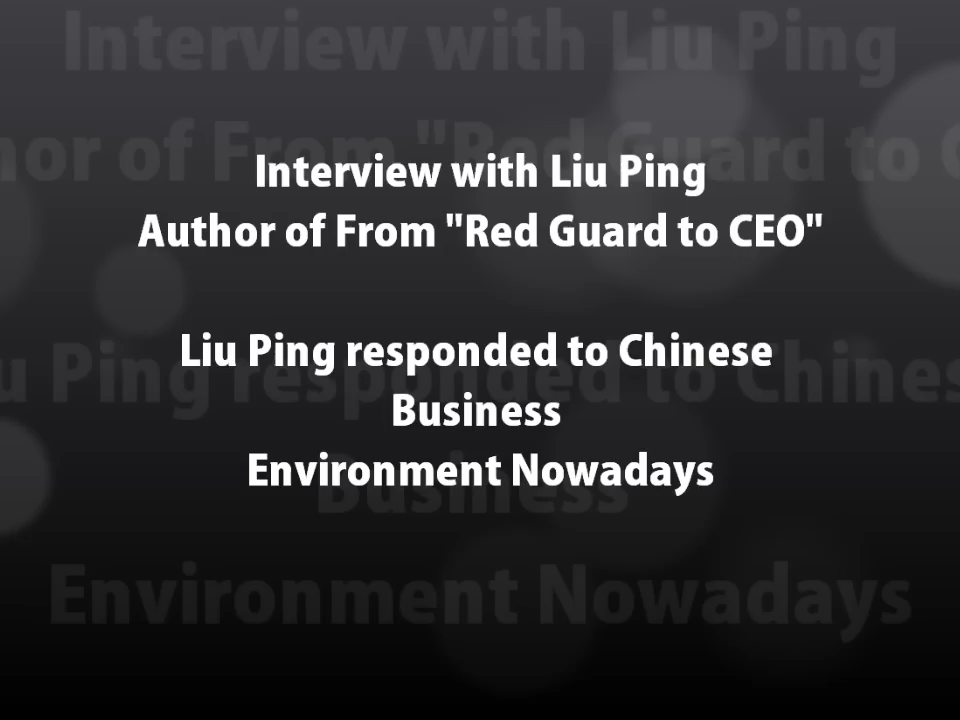 Interview with Liu Ping
Author of From "Red Guard to CEO"
Liu Ping responded to Chinese
Business
Environment Nowadays